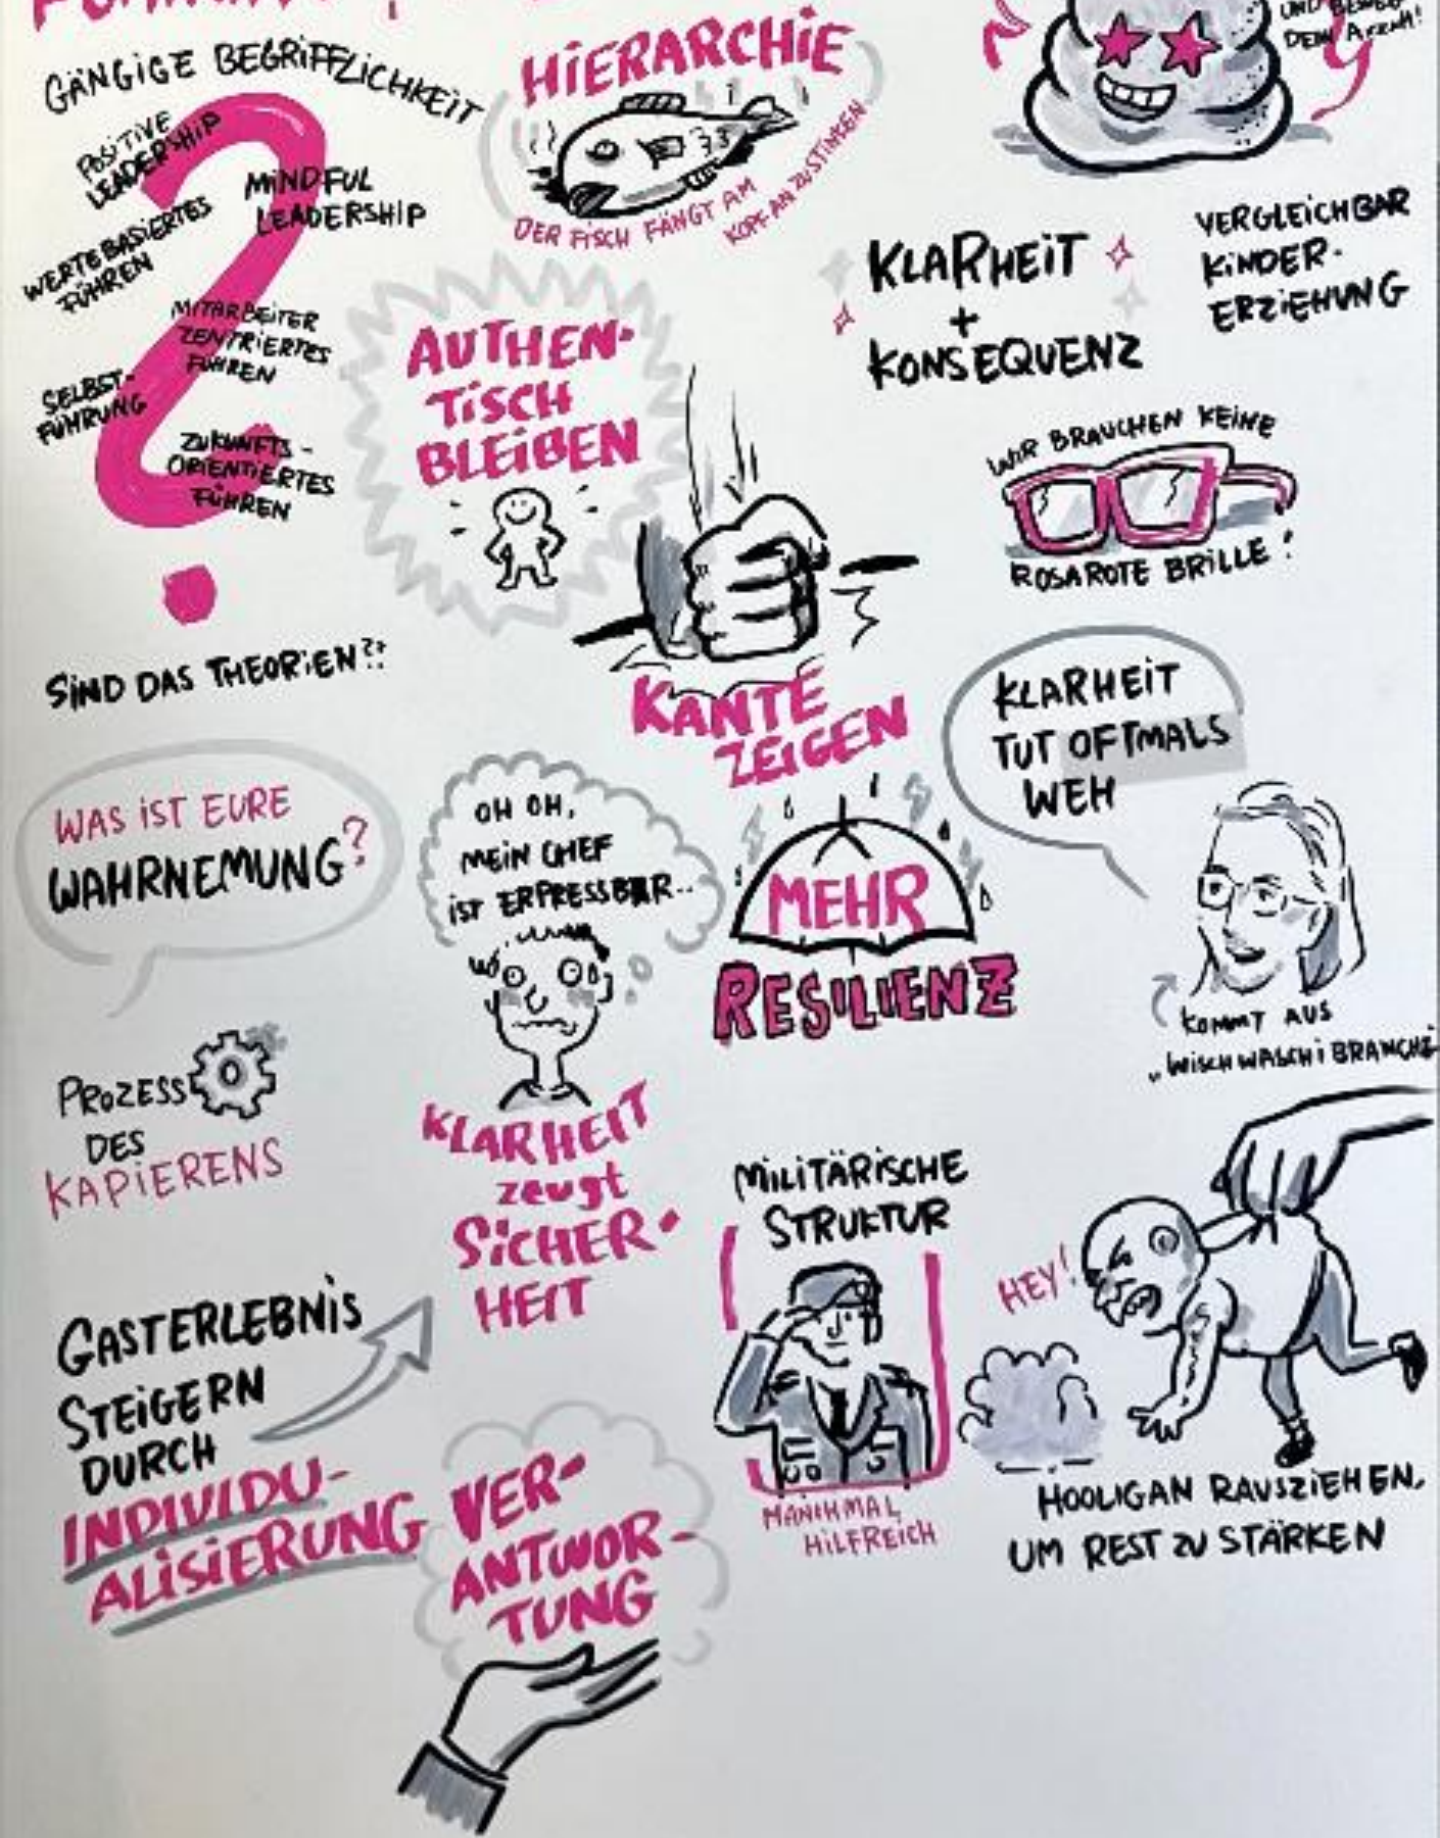 GÄNGIGE BEGRIFFLICHKEIT
POSITIVE
LEADERSHIP
MINDFUL
LEADERSHIP
WERTEBASIERTES
FÜHREN
MITARBEITER
ZENTRIERTES
FÜHREN
SELBST-
FÜHRUNG
ZUKUNFTS-
ORIENTIERTES
FÜHREN
SIND DAS THEORIEN??
HIERARCHIE
DER FISCH FÄNGT AM
KOPF AN ZU STINKEN
UND BEWEG
DEIN
KLARHEIT
+
KONSEQUENZ
VERGLEICHBAR
KINDER-
ERZIEHUNG
AUTHEN-
TISCH
BLEIBEN
WIR BRAUCHEN KEINE
ROSAROTE BRILLE!
KANTE
ZEIGEN
KLARHEIT
TUT OFTMALS
WEH
KOMMT AUS
„WISCHWASCHI BRANCHE
WAS IST EURE
WAHRNEMUNG?
OH OH,
MEIN CHEF
IST ERPRESSBAR..
MEHR
RESILIENZ
PROZESS
DES
KAPIERENS
KLARHEIT
zeugt
SICHER-
HEIT
MILITÄRISCHE
STRUKTUR
MANCHMAL
HILFREICH
HEY!
HOOLIGAN RAUSZIEHEN,
UM REST ZU STÄRKEN
GASTERLEBNIS
STEIGERN
DURCH
INDIVIDU-
ALISIERUNG
VER-
ANTWOR-
TUNG